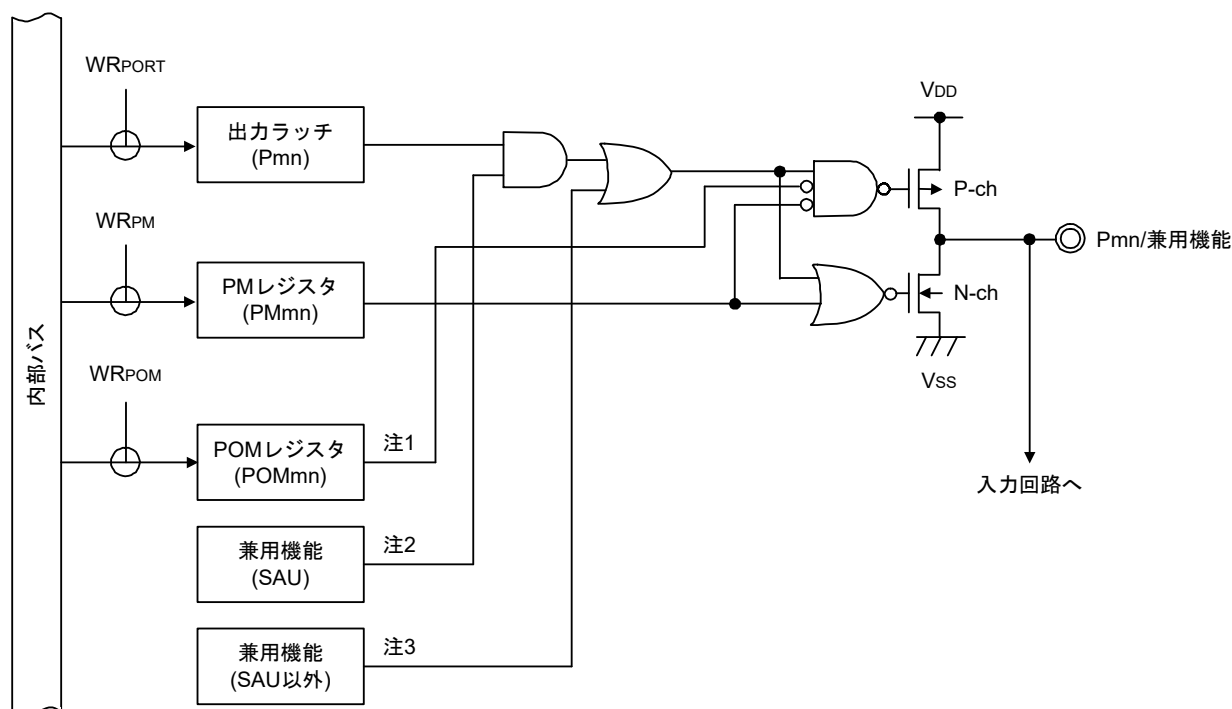 内部バス
WRPORT
出力ラッチ
(Pmn)
WRPM
PMレジスタ
(PMmn)
WRPOM
POMレジスタ
(POMmn)
注1
兼用機能
(SAU)
注2
兼用機能
(SAU以外)
注3
VDD
P-ch
Pmn/兼用機能
N-ch
VSS
入力回路へ